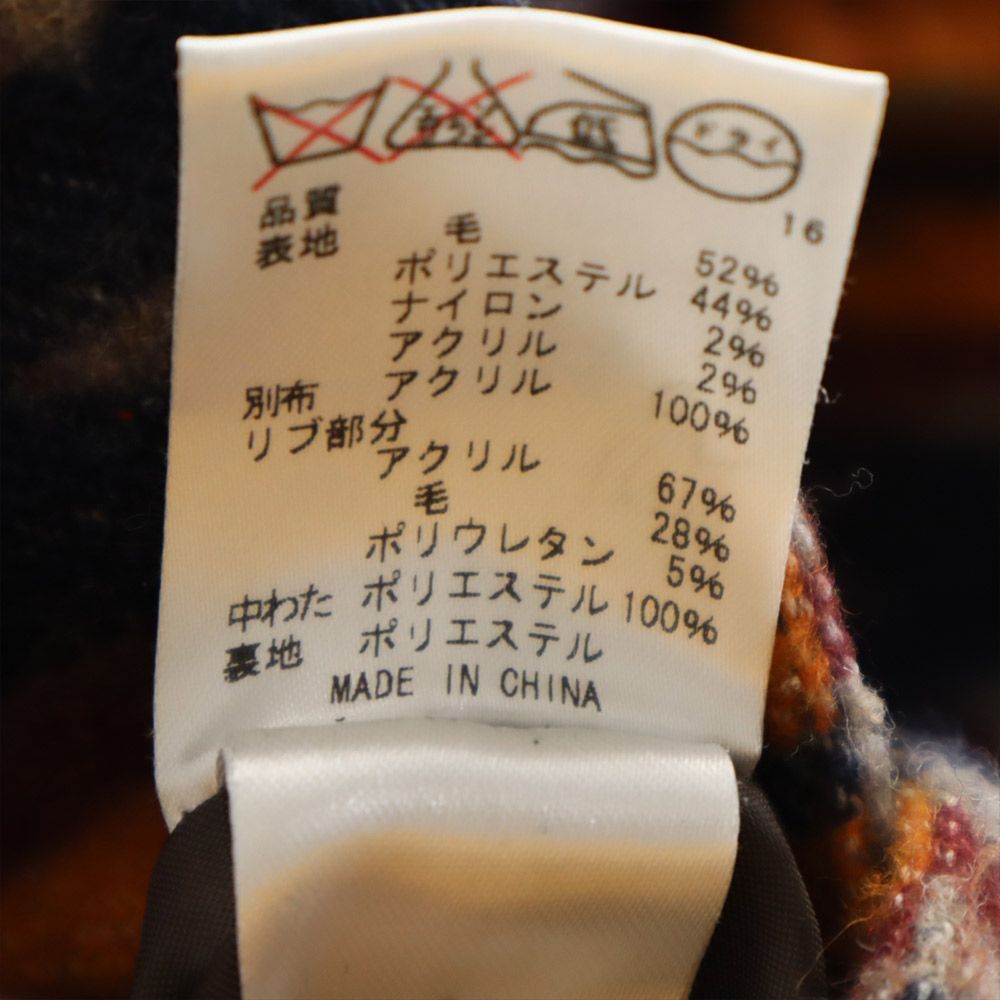 ドライ
16
品質
表地 毛 52%
ポリエステル 44%
ナイロン 2%
アクリル 2%
別布 アクリル 100%
リブ部分
アクリル 67%
毛 28%
ポリウレタン 5%
中わた ポリエステル 100%
裏地 ポリエステル
MADE IN CHINA